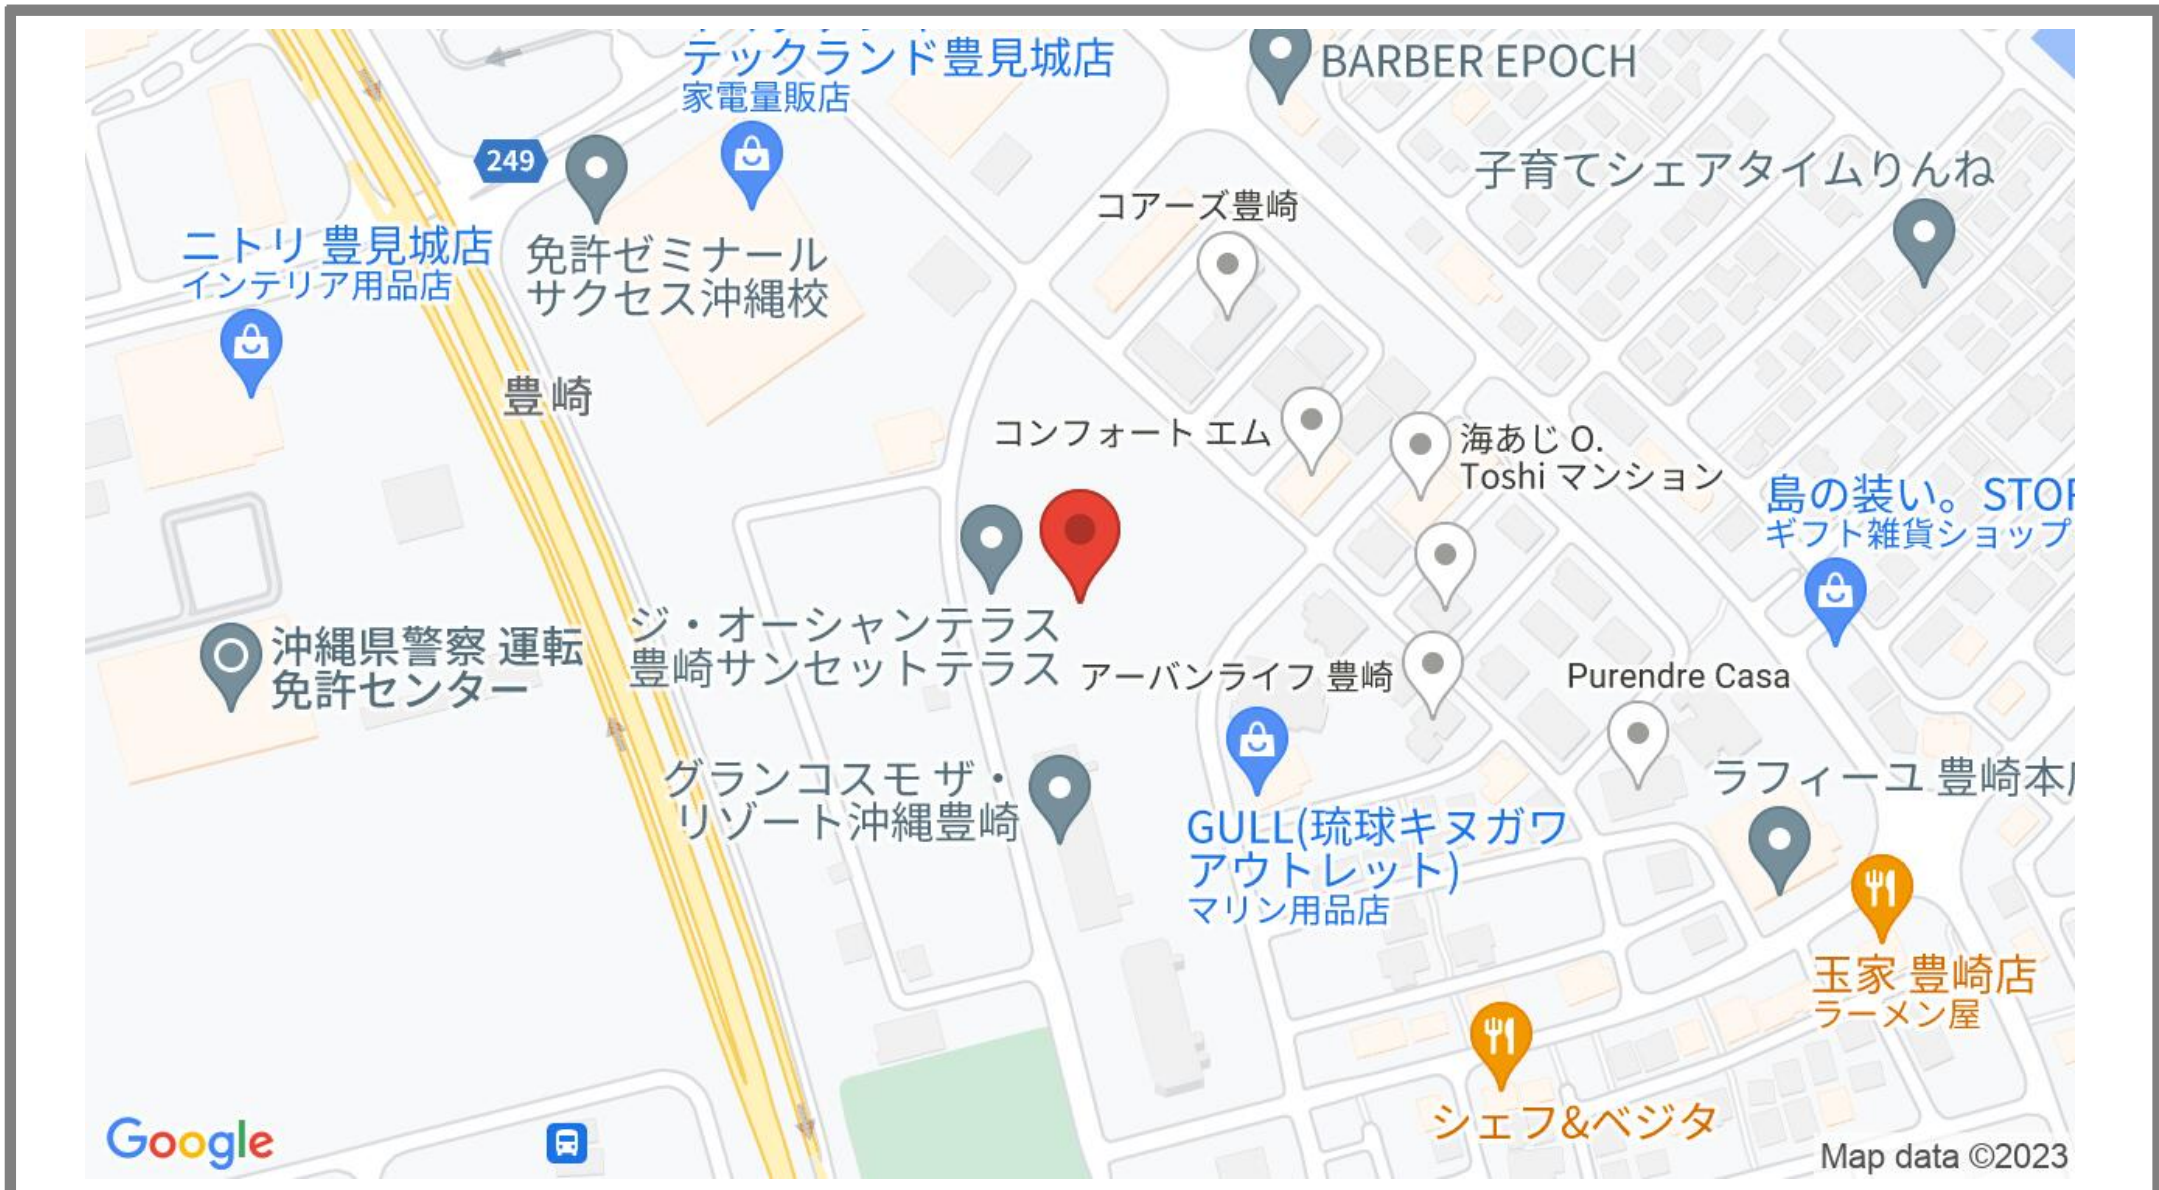 テックランド豊見城店
家電量販店
BARBER EPOCH
249
子育てシェアタイムりんね
コアーズ豊崎
ニトリ 豊見城店
インテリア用品店
免許ゼミナール
サクセス沖縄校
豊崎
コンフォート エム
海あじ O.
Toshi マンション
島の装い。STOR
ギフト雑貨ショップ
ジ・オーシャンテラス
豊崎サンセットテラス
沖縄県警察 運転
免許センター
アーバンライフ 豊崎
Purendre Casa
グランコスモ ザ・
リゾート沖縄豊崎
ラフィーユ 豊崎本店
GULL(琉球キヌガワ
アウトレット)
マリン用品店
玉家 豊崎店
ラーメン屋
シェフ&ベジタ
Google
Map data ©2023